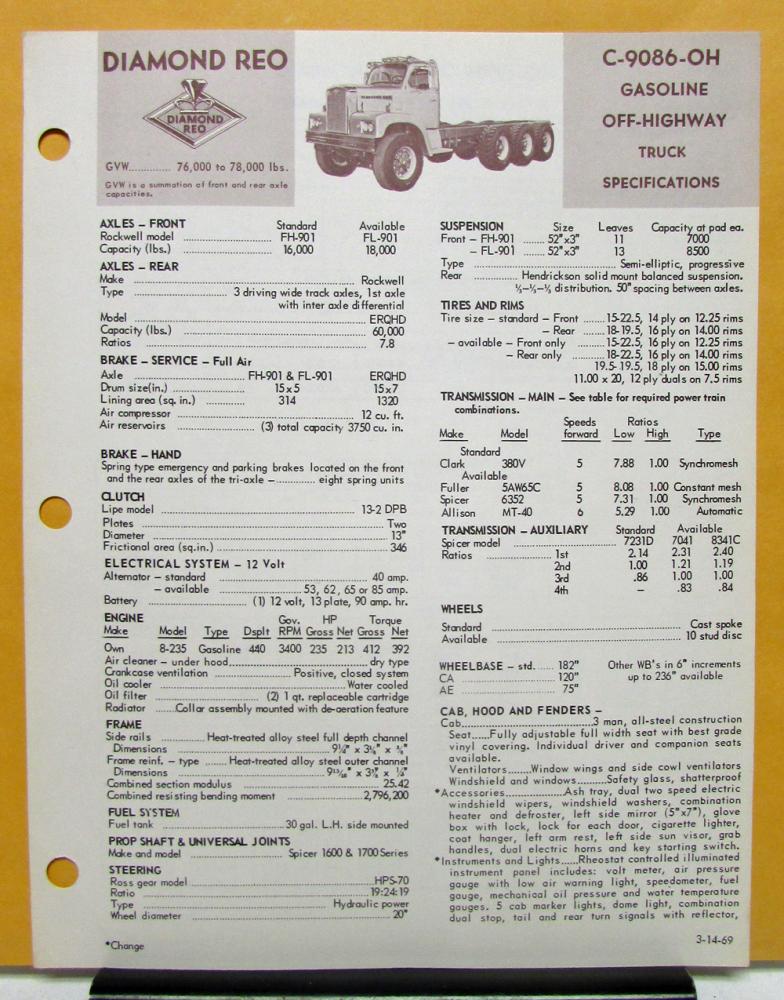 DIAMOND REO
DIAMOND
REO
GVW............. 76,000 to 78,000 lbs.
GVW is a summation of front and rear axle
capacities.
C-9086-OH
GASOLINE
OFF-HIGHWAY
TRUCK
SPECIFICATIONS
AXLES – FRONT Standard Available
Rockwell model FH-901 FL-901
Capacity (lbs.) 16,000 18,000
AXLES – REAR
Make Rockwell
Type 3 driving wide track axles, 1st axle
with inter axle differential
Model ERQHD
Capacity (lbs.) 60,000
Ratios 7.8
BRAKE – SERVICE – Full Air
Axle FH-901 & FL-901 ERQHD
Drum size(in.) 15x5 15x7
Lining area (sq. in.) 314 1320
Air compressor 12 cu. ft.
Air reservoirs (3) total capacity 3750 cu. in.
BRAKE – HAND
Spring type emergency and parking brakes located on the front
and the rear axles of the tri-axle – eight spring units
CLUTCH
Lipe model 13-2 DPB
Plates Two
Diameter 13"
Frictional area (sq.in.) 346
ELECTRICAL SYSTEM – 12 Volt
Alternator – standard 40 amp.
– available 53, 62, 65 or 85 amp.
Battery (1) 12 volt, 13 plate, 90 amp. hr.
ENGINE Gov. HP Torque
Make Model Type Dsplt RPM Gross Net Gross Net
Own 8-235 Gasoline 440 3400 235 213 412 392
Air cleaner – under hood dry type
Crankcase ventilation Positive, closed system
Oil cooler Water cooled
Oil filter (2) 1 qt. replaceable cartridge
Radiator Collar assembly mounted with de-aeration feature
FRAME
Side rails Heat-treated alloy steel full depth channel
Dimensions 9¼" x 3⅛" x ⅜"
Frame reinf. – type Heat-treated alloy steel outer channel
Dimensions 9¹³⁄₁₆" x 3⅜" x ¼"
Combined section modulus 25.42
Combined resisting bending moment 2,796,200
FUEL SYSTEM
Fuel tank 30 gal. L.H. side mounted
PROP SHAFT & UNIVERSAL JOINTS
Make and model Spicer 1600 & 1700 Series
STEERING
Ross gear model HPS-70
Ratio 19:24:19
Type Hydraulic power
Wheel diameter 20"
*Change
SUSPENSION Size Leaves Capacity at pad ea.
Front – FH-901 52"x3" 11 7000
– FL-901 52"x3" 13 8500
Type Semi-elliptic, progressive
Rear Hendrickson solid mount balanced suspension.
⅓-⅓-⅓ distribution. 50" spacing between axles.
TIRES AND RIMS
Tire size – standard – Front 15-22.5, 14 ply on 12.25 rims
– Rear 18-19.5, 16 ply on 14.00 rims
– available – Front only 15-22.5, 16 ply on 12.25 rims
– Rear only 18-22.5, 16 ply on 14.00 rims
19.5-19.5, 18 ply on 15.00 rims
11.00 x 20, 12 ply duals on 7.5 rims
TRANSMISSION – MAIN – See table for required power train
combinations.
Speeds Ratios
Make Model forward Low High Type
Standard
Clark 380V 5 7.88 1.00 Synchromesh
Available
Fuller 5AW65C 5 8.08 1.00 Constant mesh
Spicer 6352 5 7.31 1.00 Synchromesh
Allison MT-40 6 5.29 1.00 Automatic
TRANSMISSION – AUXILIARY Standard Available
Spicer model 7231D 7041 8341C
Ratios 1st 2.14 2.31 2.40
2nd 1.00 1.21 1.19
3rd .86 1.00 1.00
4th – .83 .84
WHEELS
Standard Cast spoke
Available 10 stud disc
WHEELBASE – std. 182" Other WB's in 6" increments
CA 120" up to 236" available
AE 75"
CAB, HOOD AND FENDERS –
Cab 3 man, all-steel construction
Seat Fully adjustable full width seat with best grade
vinyl covering. Individual driver and companion seats
available.
Ventilators Window wings and side cowl ventilators
Windshield and windows Safety glass, shatterproof
*Accessories Ash tray, dual two speed electric
windshield wipers, windshield washers, combination
heater and defroster, left side mirror (5"x7"), glove
box with lock, lock for each door, cigarette lighter,
coat hanger, left arm rest, left side sun visor, grab
handles, dual electric horns and key starting switch.
*Instruments and Lights Rheostat controlled illuminated
instrument panel includes: volt meter, air pressure
gauge with low air warning light, speedometer, fuel
gauge, mechanical oil pressure and water temperature
gauges. 5 cab marker lights, dome light, combination
dual stop, tail and rear turn signals with reflector,
3-14-69